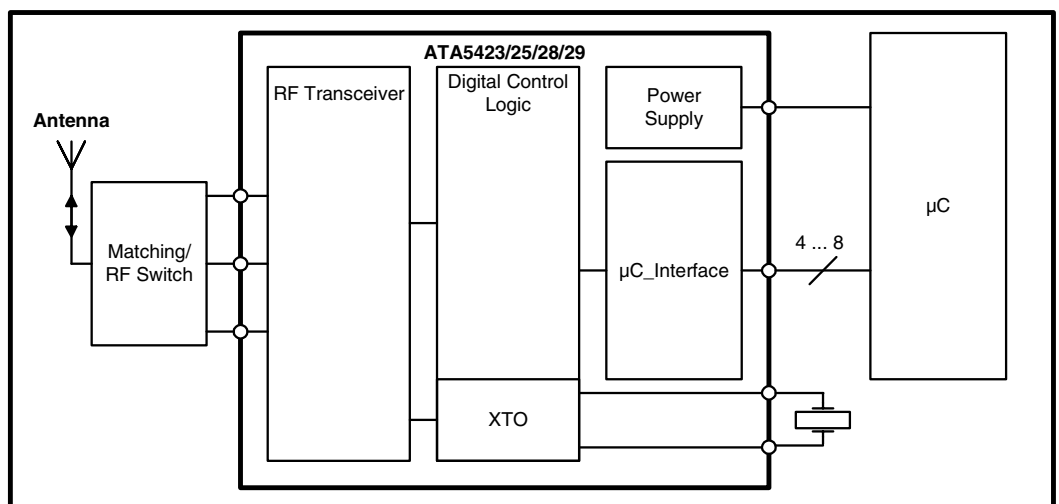 ATA5423/25/28/29
RF Transceiver
Digital Control
Logic
Power
Supply
Antenna
Matching/
RF Switch
µC_Interface
4 ... 8
µC
XTO